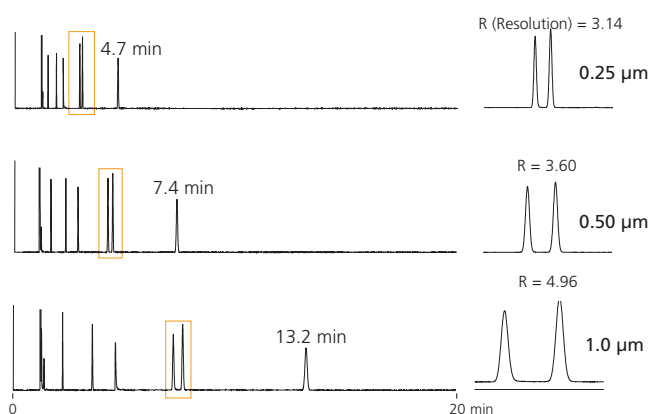 R (Resolution) = 3.14
4.7 min
0.25 µm
R = 3.60
7.4 min
0.50 µm
R = 4.96
13.2 min
1.0 µm
0
20 min